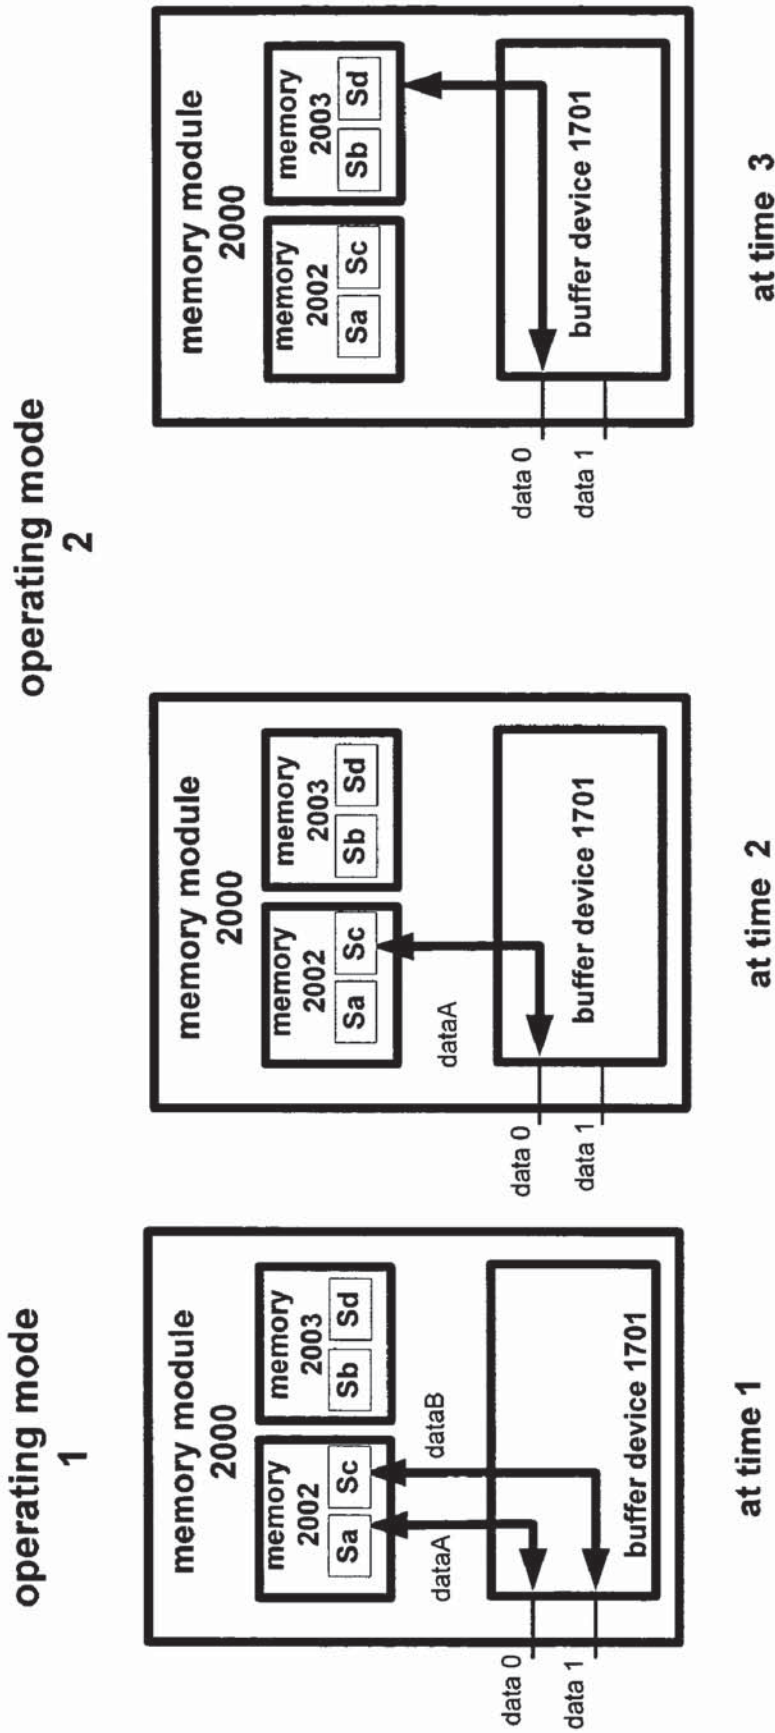 operating mode
1
memory module
2000
memory
2002
Sa Sc
memory
2003
Sb Sd
dataA
dataB
data 0
data 1
buffer device 1701
at time 1
operating mode
2
memory module
2000
memory
2002
Sa Sc
memory
2003
Sb Sd
dataA
data 0
data 1
buffer device 1701
at time 2
memory module
2000
memory
2002
Sa Sc
memory
2003
Sb Sd
data 0
data 1
buffer device 1701
at time 3